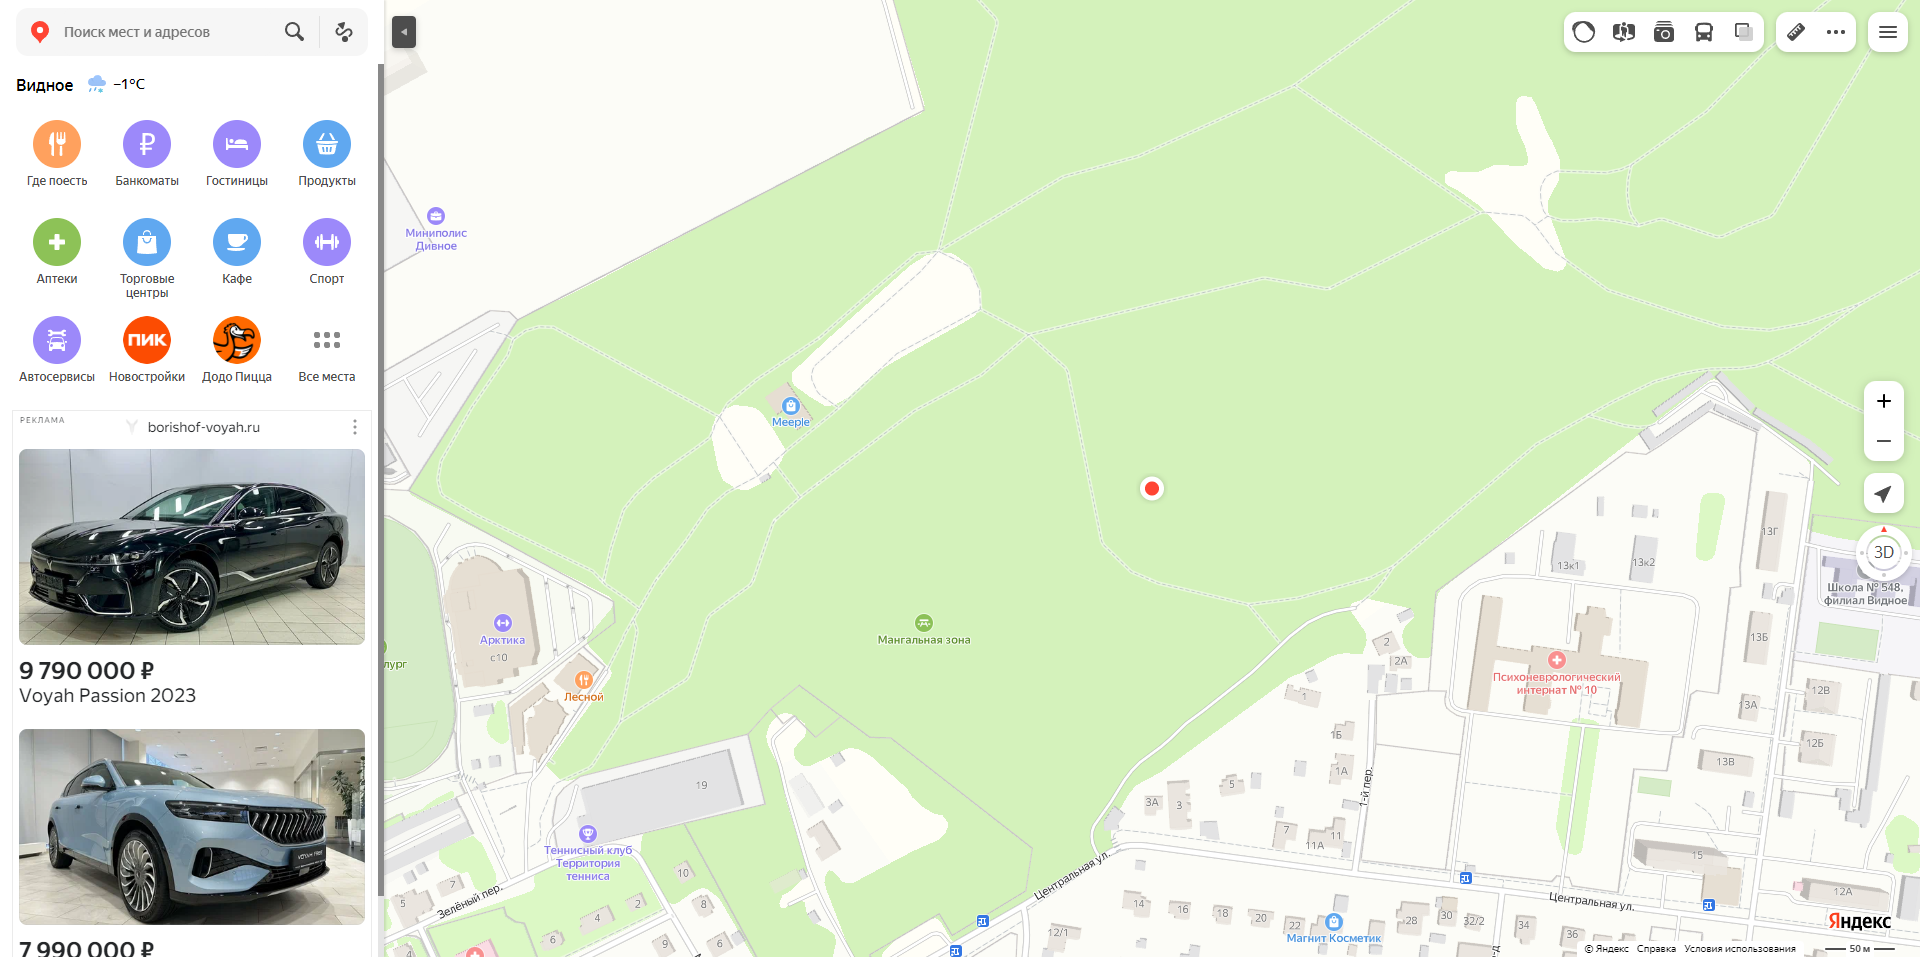 Поиск мест и адресов
Видное
−1°C
Где поесть
Банкоматы
Гостиницы
Продукты
Аптеки
Торговые
центры
Кафе
Спорт
ПИК
Автосервисы
Новостройки
Додо Пицца
Все места
РЕКЛАМА
borishof-voyah.ru
9 790 000 ₽
Voyah Passion 2023
7 990 000 ₽
Миниполис
Дивное
Meeple
Арктика
с10
лург
Лесной
Мангальная зона
19
Теннисный клуб
Территория
тенниса
Зелёный пер.
5
7
4
2
6
10
8
9
6
4
Центральная ул.
12/1
1-й пер.
2
2А
1
1Б
1А
5
3А
3
7
11
11А
14
16
18
20
22
Магнит Косметик
28
30
32/2
34
36
Центральная ул.
13к1
13к2
13Г
13Б
13А
13В
12В
12Б
12А
15
Психоневрологический
интернат № 10
Школа № 548,
филиал Видное
3D
Яндекс
© Яндекс
Справка
Условия использования
50 м